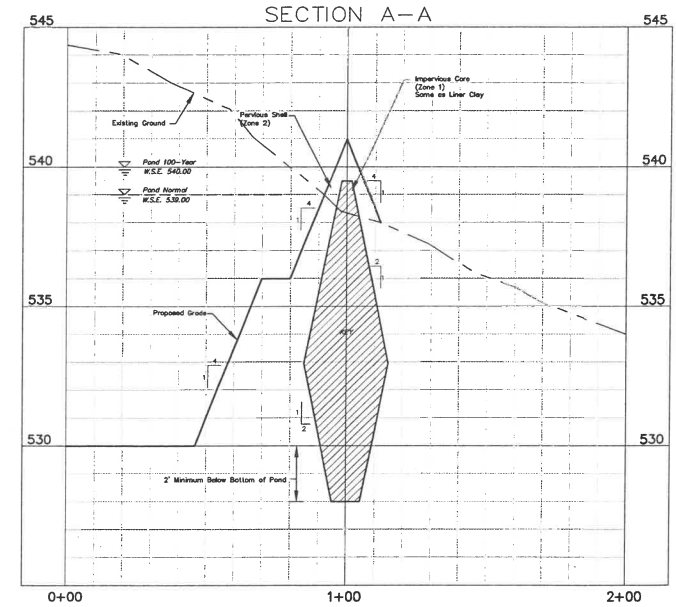 SECTION A-A
545
545
Impervious Core
(Zone 1)
Same as Liner Clay
Existing Ground
Pervious Shell
(Zone 2)
Pond 100-Year
W.S.E. 540.00
540
540
Pond Normal
W.S.E. 539.00
4
1
4
1
2
1
535
535
Proposed Grade
KEY
4
1
1
2
530
530
2' Minimum Below Bottom of Pond
0+00
1+00
2+00